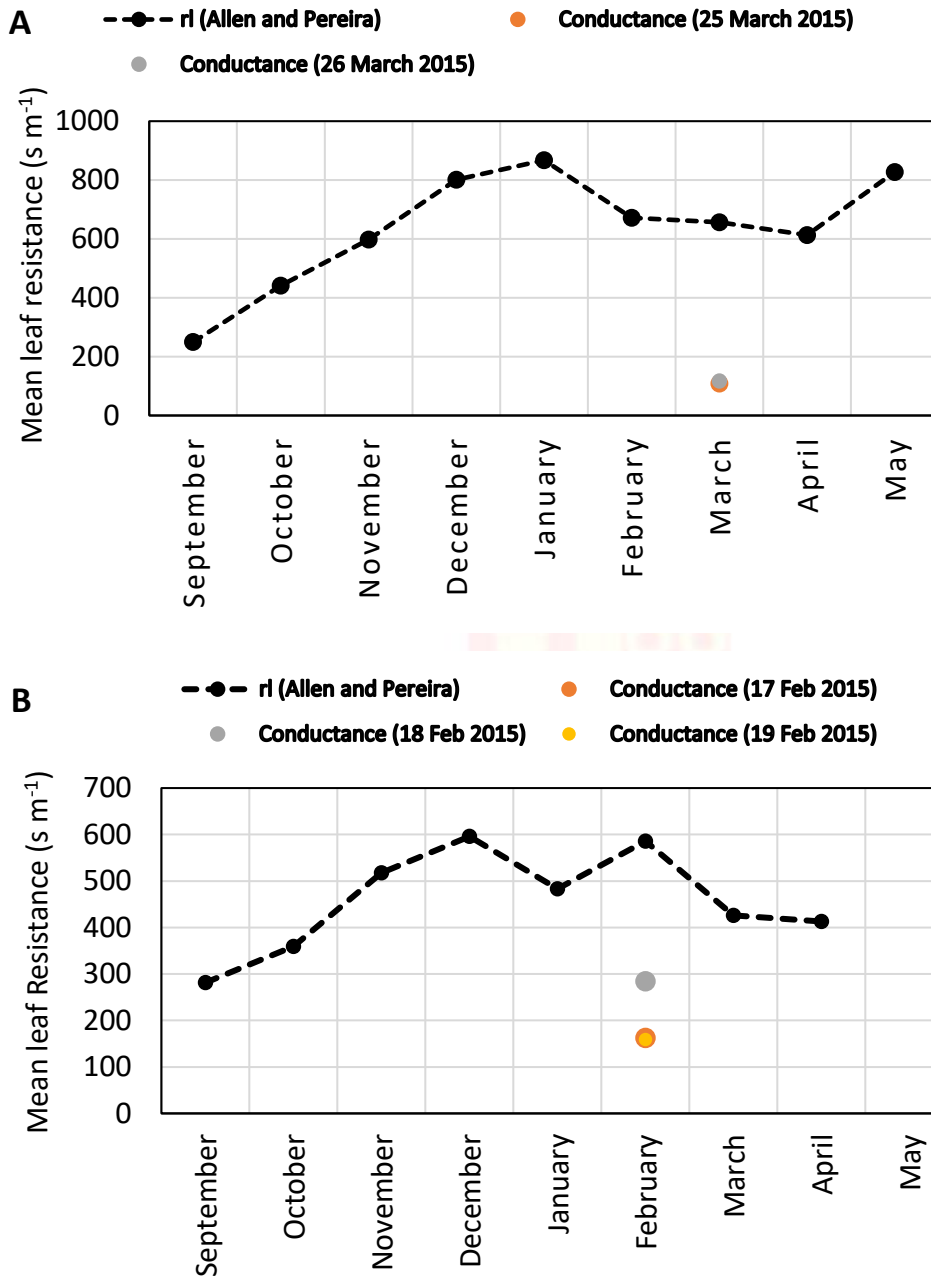 A
rl (Allen and Pereira)
Conductance (25 March 2015)
Conductance (26 March 2015)
Mean leaf resistance (s m⁻¹)
1000
800
600
400
200
0
September
October
November
December
January
February
March
April
May
B
rl (Allen and Pereira)
Conductance (17 Feb 2015)
Conductance (18 Feb 2015)
Conductance (19 Feb 2015)
Mean leaf Resistance (s m⁻¹)
700
600
500
400
300
200
100
0
September
October
November
December
January
February
March
April
May